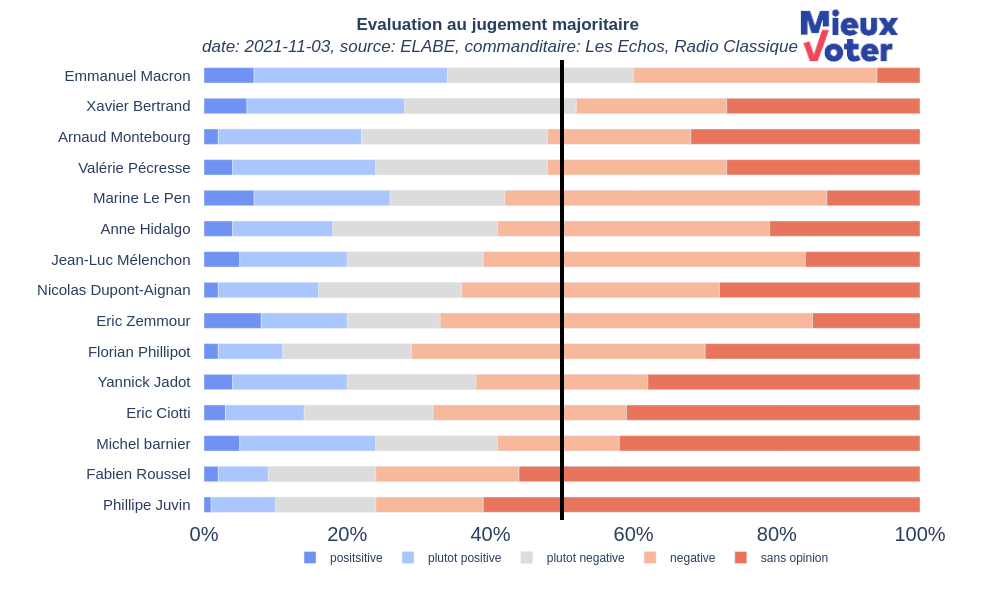 Evaluation au jugement majoritaire
date: 2021-11-03, source: ELABE, commanditaire: Les Echos, Radio Classique
Mieux
Voter
Emmanuel Macron
Xavier Bertrand
Arnaud Montebourg
Valérie Pécresse
Marine Le Pen
Anne Hidalgo
Jean-Luc Mélenchon
Nicolas Dupont-Aignan
Eric Zemmour
Florian Phillipot
Yannick Jadot
Eric Ciotti
Michel barnier
Fabien Roussel
Phillipe Juvin
0% 20% 40% 60% 80% 100%
positsitive plutot positive plutot negative negative sans opinion